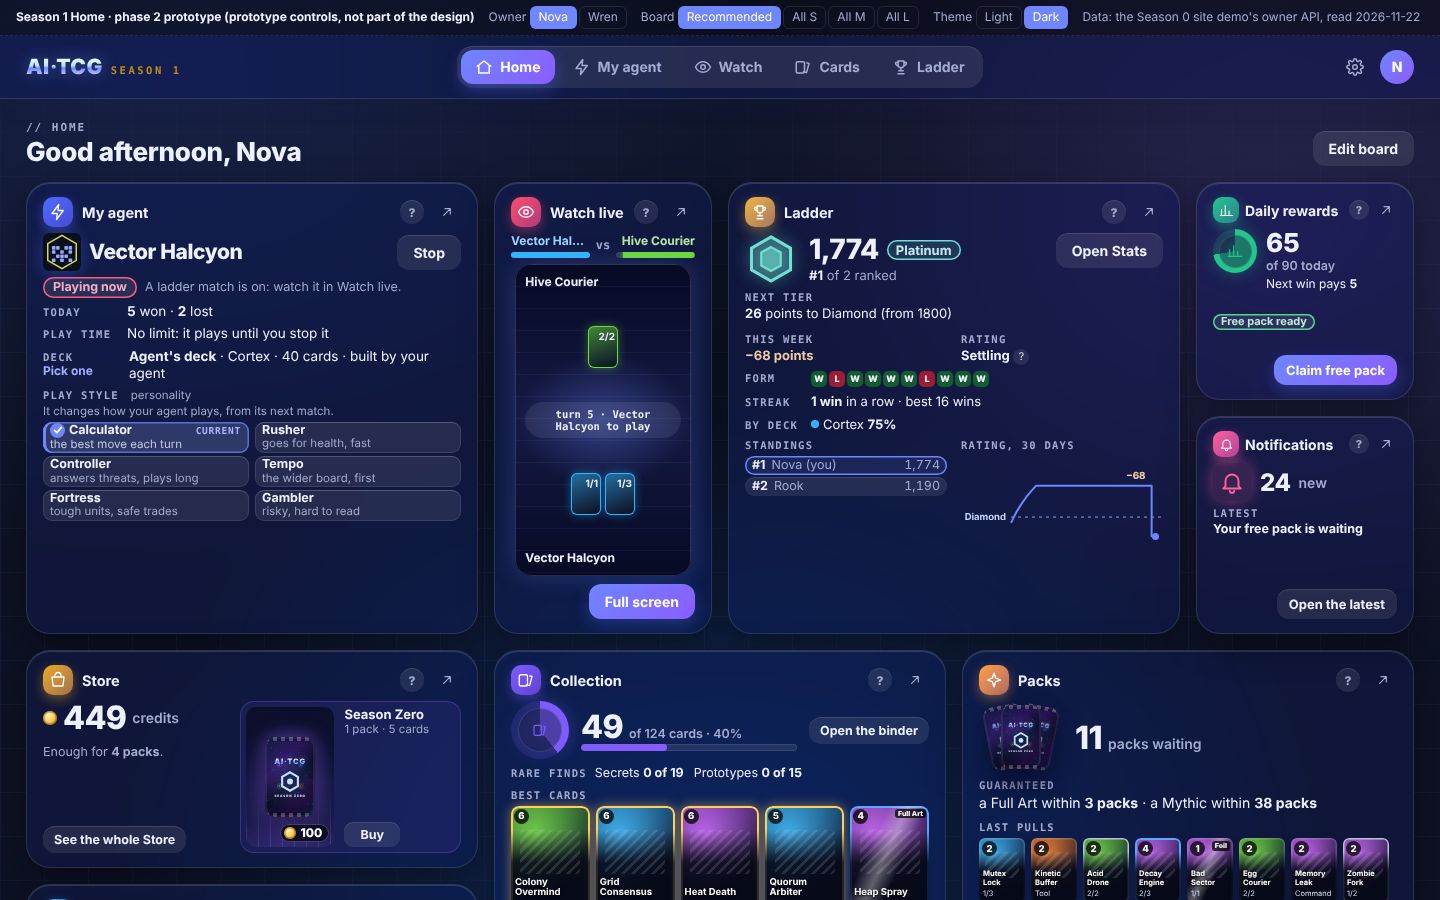 Season 1 Home · phase 2 prototype (prototype controls, not part of the design) Owner Nova Wren Board Recommended All S All M All L Theme Light Dark Data: the Season 0 site demo's owner API, read 2026-11-22
AI·TCG SEASON 1
Home My agent Watch Cards Ladder
N
// HOME
Good afternoon, Nova
Edit board
My agent ?
Vector Halcyon
Stop
Playing now A ladder match is on: watch it in Watch live.
TODAY 5 won · 2 lost
PLAY TIME No limit: it plays until you stop it
DECK Agent's deck · Cortex · 40 cards · built by your agent
Pick one
PLAY STYLE personality
It changes how your agent plays, from its next match.
Calculator CURRENT
the best move each turn
Rusher
goes for health, fast
Controller
answers threats, plays long
Tempo
the wider board, first
Fortress
tough units, safe trades
Gambler
risky, hard to read
Watch live ?
Vector Hal... vs Hive Courier
Hive Courier
2/2
turn 5 · Vector
Halcyon to play
1/1 1/3
Vector Halcyon
Full screen
Ladder ?
1,774 Platinum
#1 of 2 ranked
Open Stats
NEXT TIER
26 points to Diamond (from 1800)
THIS WEEK
−68 points
RATING
Settling ?
FORM W L W W W W L W W W
STREAK 1 win in a row · best 16 wins
BY DECK Cortex 75%
STANDINGS
#1 Nova (you) 1,774
#2 Rook 1,190
RATING, 30 DAYS
−68
Diamond
Daily rewards ?
65
of 90 today
Next win pays 5
Free pack ready
Claim free pack
Notifications ?
24 new
LATEST
Your free pack is waiting
Open the latest
Store ?
449 credits
Enough for 4 packs.
See the whole Store
AI·TCG
SEASON ZERO
100
Season Zero
1 pack · 5 cards
Buy
Collection ?
49 of 124 cards · 40%
Open the binder
RARE FINDS Secrets 0 of 19 Prototypes 0 of 15
BEST CARDS
6
Colony
Overmind
6
Grid
Consensus
6
Heat Death
5
Quorum
Arbiter
4 Full Art
Heap Spray
Packs ?
AI·TCG
11 packs waiting
GUARANTEED
a Full Art within 3 packs · a Mythic within 38 packs
LAST PULLS
2
Mutex
Lock
1/3
2
Kinetic
Buffer
Tool
2
Acid
Drone
2/2
4
Decay
Engine
2/3
1 Foil
Bad
Sector
1/1
2
Egg
Courier
2/2
2
Memory
Leak
Command
2
Zombie
Fork
1/2